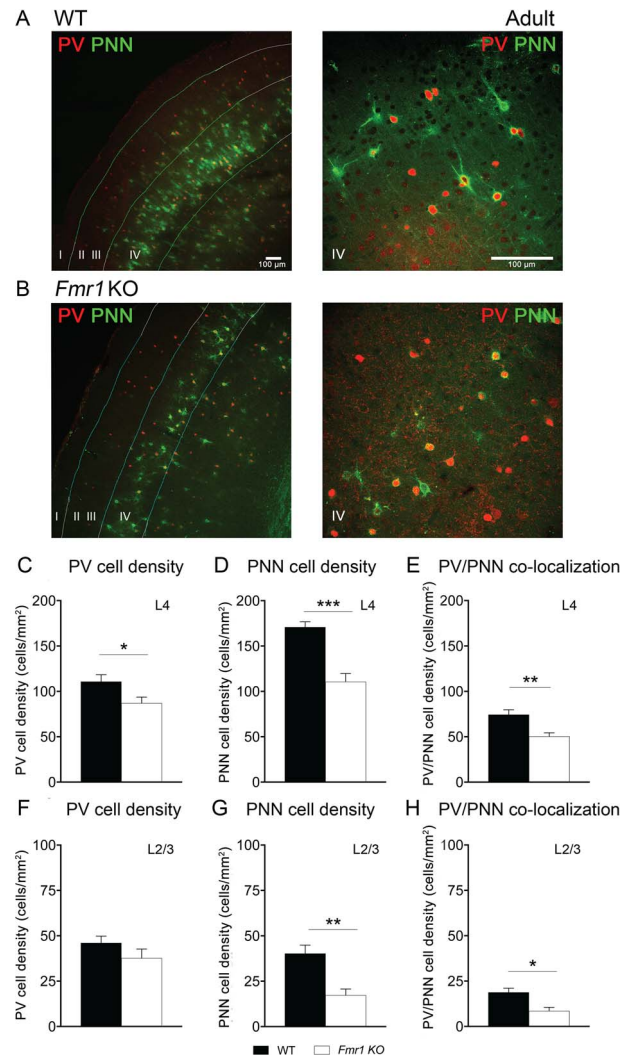 A WT Adult
PV PNN PV PNN
I II III IV 100 µm IV 100 µm
B Fmr1 KO
PV PNN PV PNN
I II III IV IV
C PV cell density D PNN cell density E PV/PNN co-localization
PV cell density (cells/mm²)
200
150
100
50
0
L4
*
PNN cell density (cells/mm²)
200
150
100
50
0
L4
***
PV/PNN cell density (cells/mm²)
200
150
100
50
0
L4
**
F PV cell density G PNN cell density H PV/PNN co-localization
PV cell density (cells/mm²)
100
75
50
25
0
L2/3
PNN cell density (cells/mm²)
100
75
50
25
0
L2/3
**
PV/PNN cell density (cells/mm²)
100
75
50
25
0
L2/3
*
WT Fmr1 KO